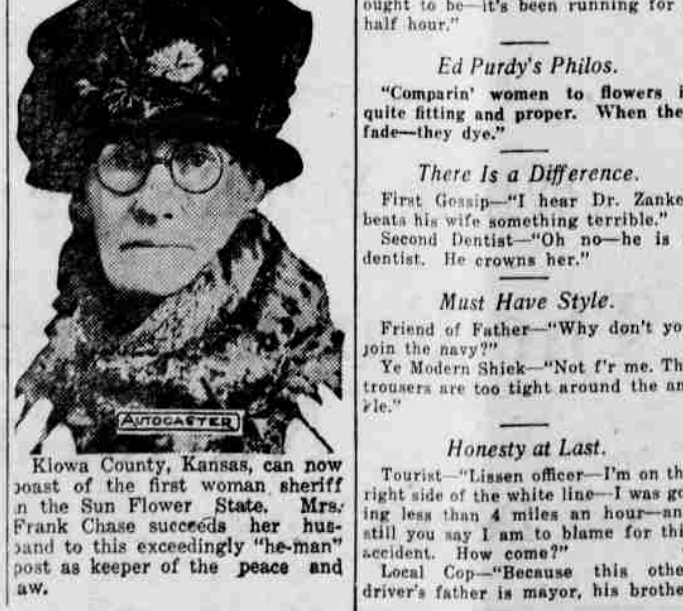 AUTOCASTER
Kiowa County, Kansas, can now
boast of the first woman sheriff
in the Sun Flower State. Mrs.
Frank Chase succeeds her hus-
band to this exceedingly "he-man"
post as keeper of the peace and
law.
ought to be—it's been running for
half hour."
Ed Purdy's Philos.
"Comparin' women to flowers i
quite fitting and proper. When the
fade—they dye."
There Is a Difference.
First Gossip—"I hear Dr. Zanke
beats his wife something terrible."
Second Dentist—"Oh no—he is
dentist. He crowns her."
Must Have Style.
Friend of Father—"Why don't yo
join the navy?"
Ye Modern Shiek—"Not f'r me. Th
trousers are too tight around the an
kle."
Honesty at Last.
Tourist—"Lissen officer—I'm on th
right side of the white line—I was go
ing less than 4 miles an hour—an
still you say I am to blame for thi
accident. How come?"
Local Cop—"Because this othe
driver's father is mayor, his brothe